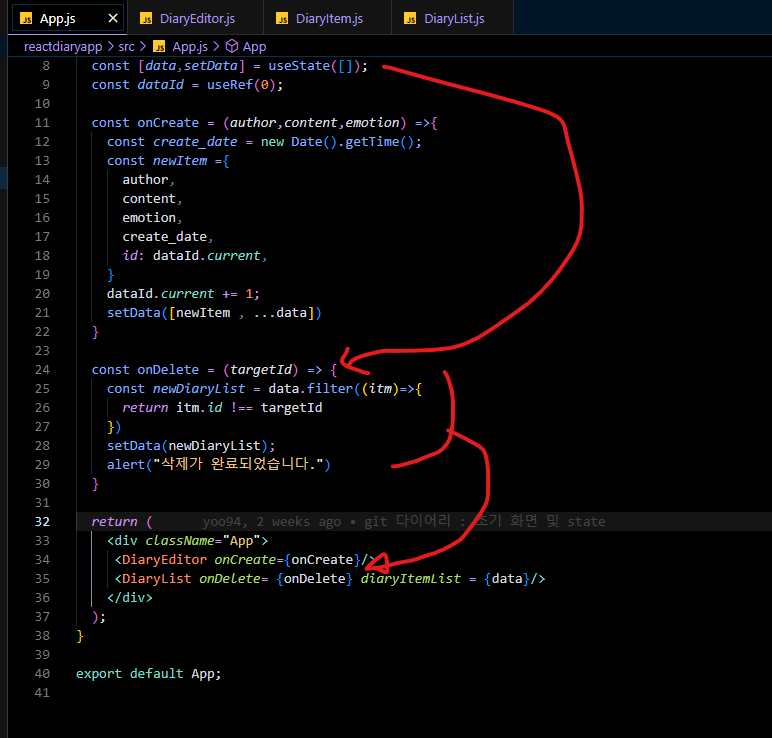 JS App.js × JS DiaryEditor.js JS DiaryItem.js JS DiaryList.js
reactdiaryapp > src > JS App.js > App
8 const [data,setData] = useState([]);
9 const dataId = useRef(0);
10
11 const onCreate = (author,content,emotion) =>{
12 const create_date = new Date().getTime();
13 const newItem ={
14 author,
15 content,
16 emotion,
17 create_date,
18 id: dataId.current,
19 }
20 dataId.current += 1;
21 setData([newItem , ...data])
22 }
23
24 const onDelete = (targetId) => {
25 const newDiaryList = data.filter((itm)=>{
26 return itm.id !== targetId
27 })
28 setData(newDiaryList);
29 alert("삭제가 완료되었습니다.")
30 }
31
32 return ( yoo94, 2 weeks ago • git 다이어리 : 초기 화면 및 state
33 <div className="App">
34 <DiaryEditor onCreate={onCreate}/>
35 <DiaryList onDelete= {onDelete} diaryItemList = {data}/>
36 </div>
37 );
38 }
39
40 export default App;
41